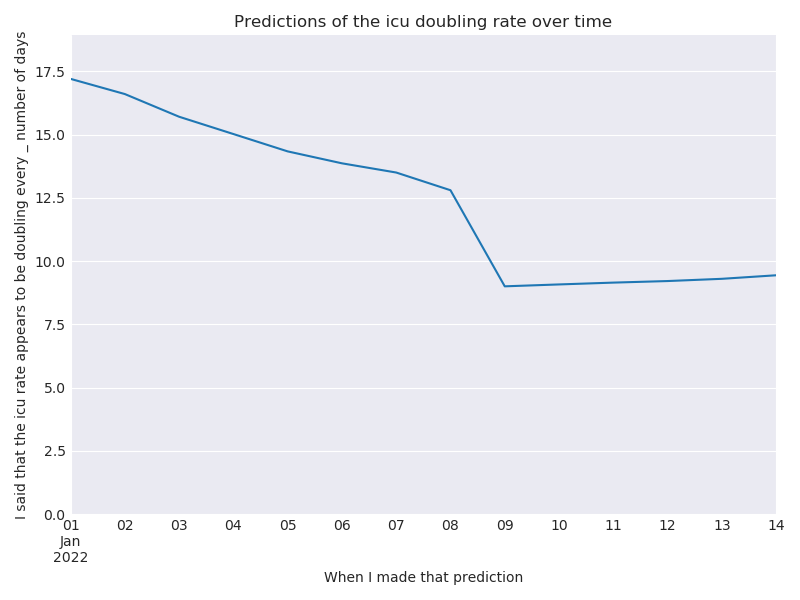 Predictions of the icu doubling rate over time
I said that the icu rate appears to be doubling every _ number of days
17.5
15.0
12.5
10.0
7.5
5.0
2.5
0.0
01 02 03 04 05 06 07 08 09 10 11 12 13 14
Jan
2022
When I made that prediction